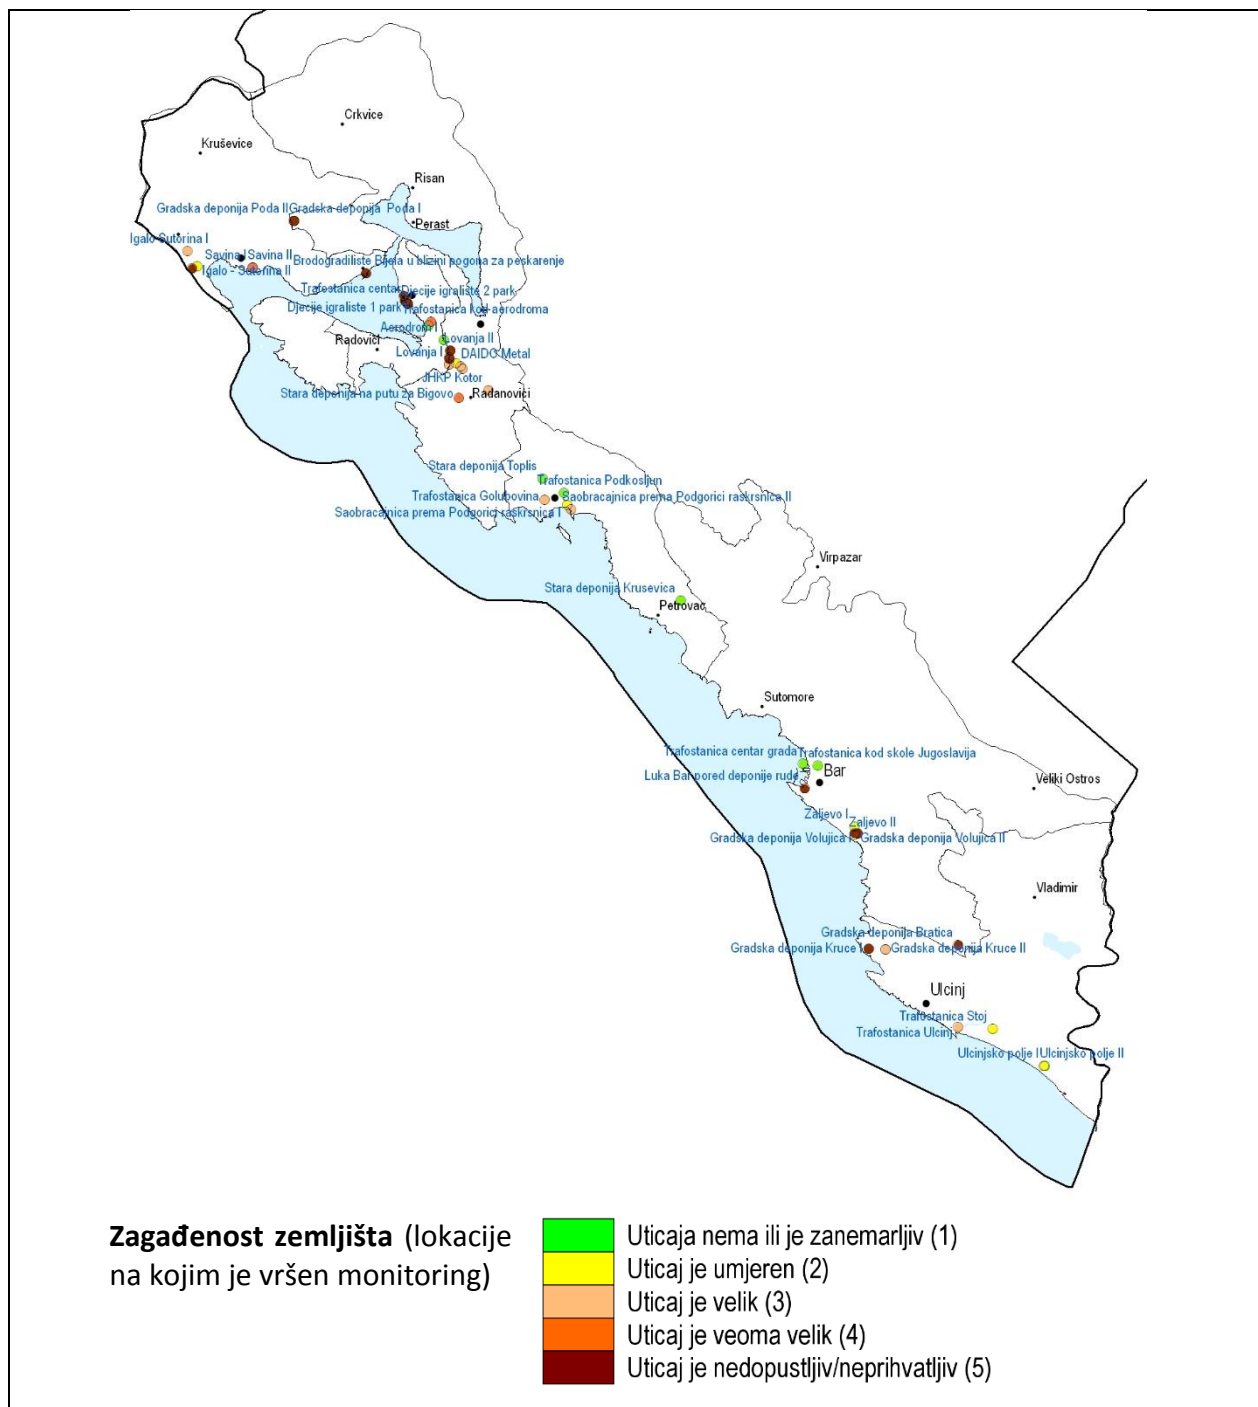 Crkvice
Kruševice
Risan
Gradska deponija Poda II Gradska deponija Poda I
Perast
Igalo Sutorina I
Savina I Savina II
Igalo - Sutorina II
Brodogradiliste Bijela u blizini pogona za peskarenje
Trafostanica centar
Djecije igraliste 2 park
Djecije igraliste 1 park
Trafostanica kod aerodroma
Aerodrom I
Radovići
Lovanja II
Lovanja I
DAIDO Metal
JHKP Kotor
Stara deponija na putu za Bigovo
Radanovići
Stara deponija Toplis
Trafostanica Podkosljun
Trafostanica Golubovina
Saobracajnica prema Podgorici raskrsnica II
Saobracajnica prema Podgorici raskrsnica I
Virpazar
Stara deponija Krusevica
Petrovac
Sutomore
Trafostanica centar grada
Trafostanica kod skole Jugoslavija
Luka Bar pored deponije rude
Bar
Veliki Ostros
Zaljevo I
Zaljevo II
Gradska deponija Volujica I
Gradska deponija Volujica II
Vladimir
Gradska deponija Bratica
Gradska deponija Kruce I
Gradska deponija Kruce II
Ulcinj
Trafostanica Stoj
Trafostanica Ulcinj
Ulcinjsko polje I Ulcinjsko polje II
Zagađenost zemljišta (lokacije
na kojim je vršen monitoring)
Uticaja nema ili je zanemarljiv (1)
Uticaj je umjeren (2)
Uticaj je velik (3)
Uticaj je veoma velik (4)
Uticaj je nedopustljiv/neprihvatljiv (5)